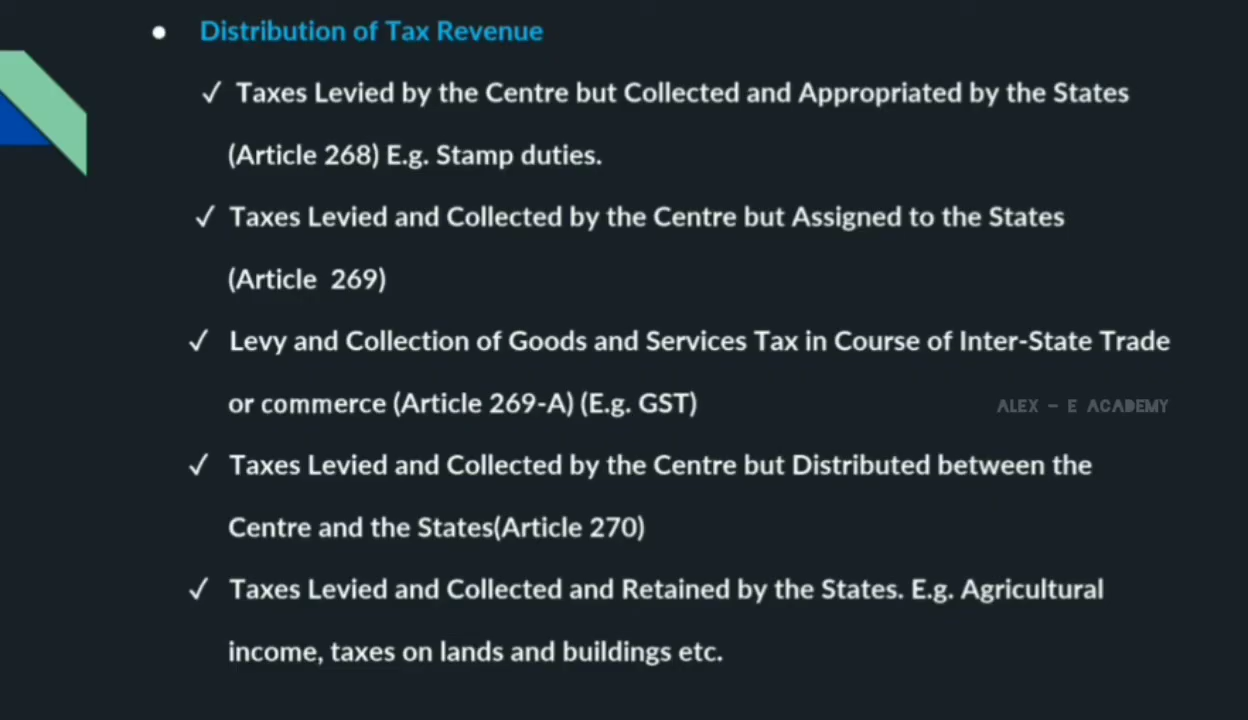 ● Distribution of Tax Revenue
✓ Taxes Levied by the Centre but Collected and Appropriated by the States
(Article 268) E.g. Stamp duties.
✓ Taxes Levied and Collected by the Centre but Assigned to the States
(Article 269)
✓ Levy and Collection of Goods and Services Tax in Course of Inter-State Trade
or commerce (Article 269-A) (E.g. GST)
ALEX - E ACADEMY
✓ Taxes Levied and Collected by the Centre but Distributed between the
Centre and the States(Article 270)
✓ Taxes Levied and Collected and Retained by the States. E.g. Agricultural
income, taxes on lands and buildings etc.